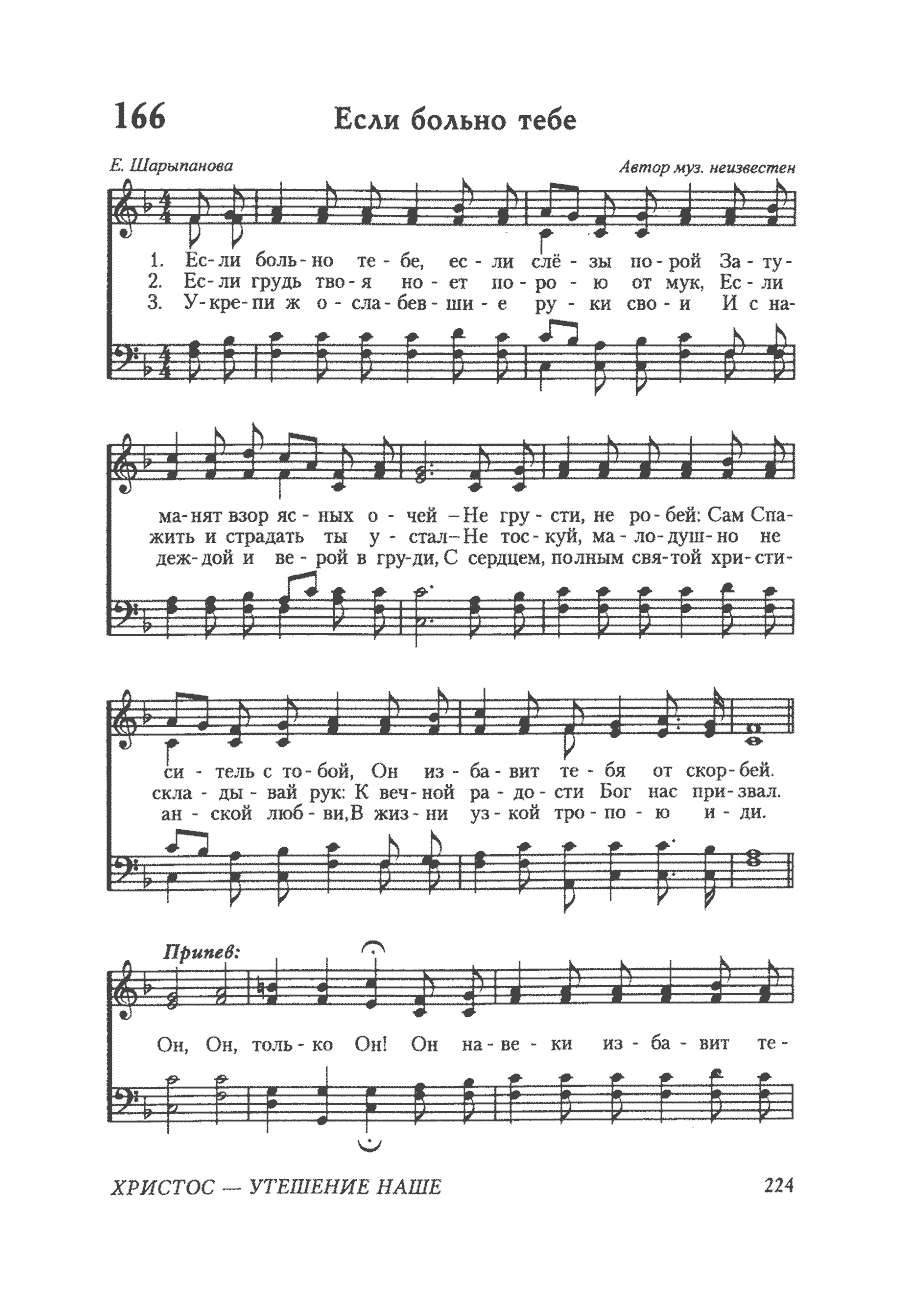 166
Если больно тебе
Е. Шарыпанова
Автор муз. неизвестен
1. Ес- ли боль- но те - бе, ес - ли слё - зы по- рой За - ту-
2. Ес- ли грудь тво- я но - ет по - ро - ю от мук, Ес - ли
3. У- кре- пи ж о - сла- бев- ши - е ру - ки сво - и И с на-
ма- нят взор яс - ных о - чей – Не гру - сти, не ро - бей: Сам Спа-
жить и страдать ты у - стал– Не тос - куй, ма - ло- душ- но не
деж- дой и ве - рой в гру- ди, С сердцем, полным свя- той хри- сти-
си - тель с то- бой, Он из - ба - вит те - бя от скор- бей.
скла - ды - вай рук: К веч- ной ра - до - сти Бог нас при- звал.
ан - ской люб - ви, В жиз - ни уз - кой тро - по - ю и - ди.
Припев:
Он, Он, толь - ко Он! Он на - ве - ки из - ба - вит те -
ХРИСТОС — УТЕШЕНИЕ НАШЕ
224